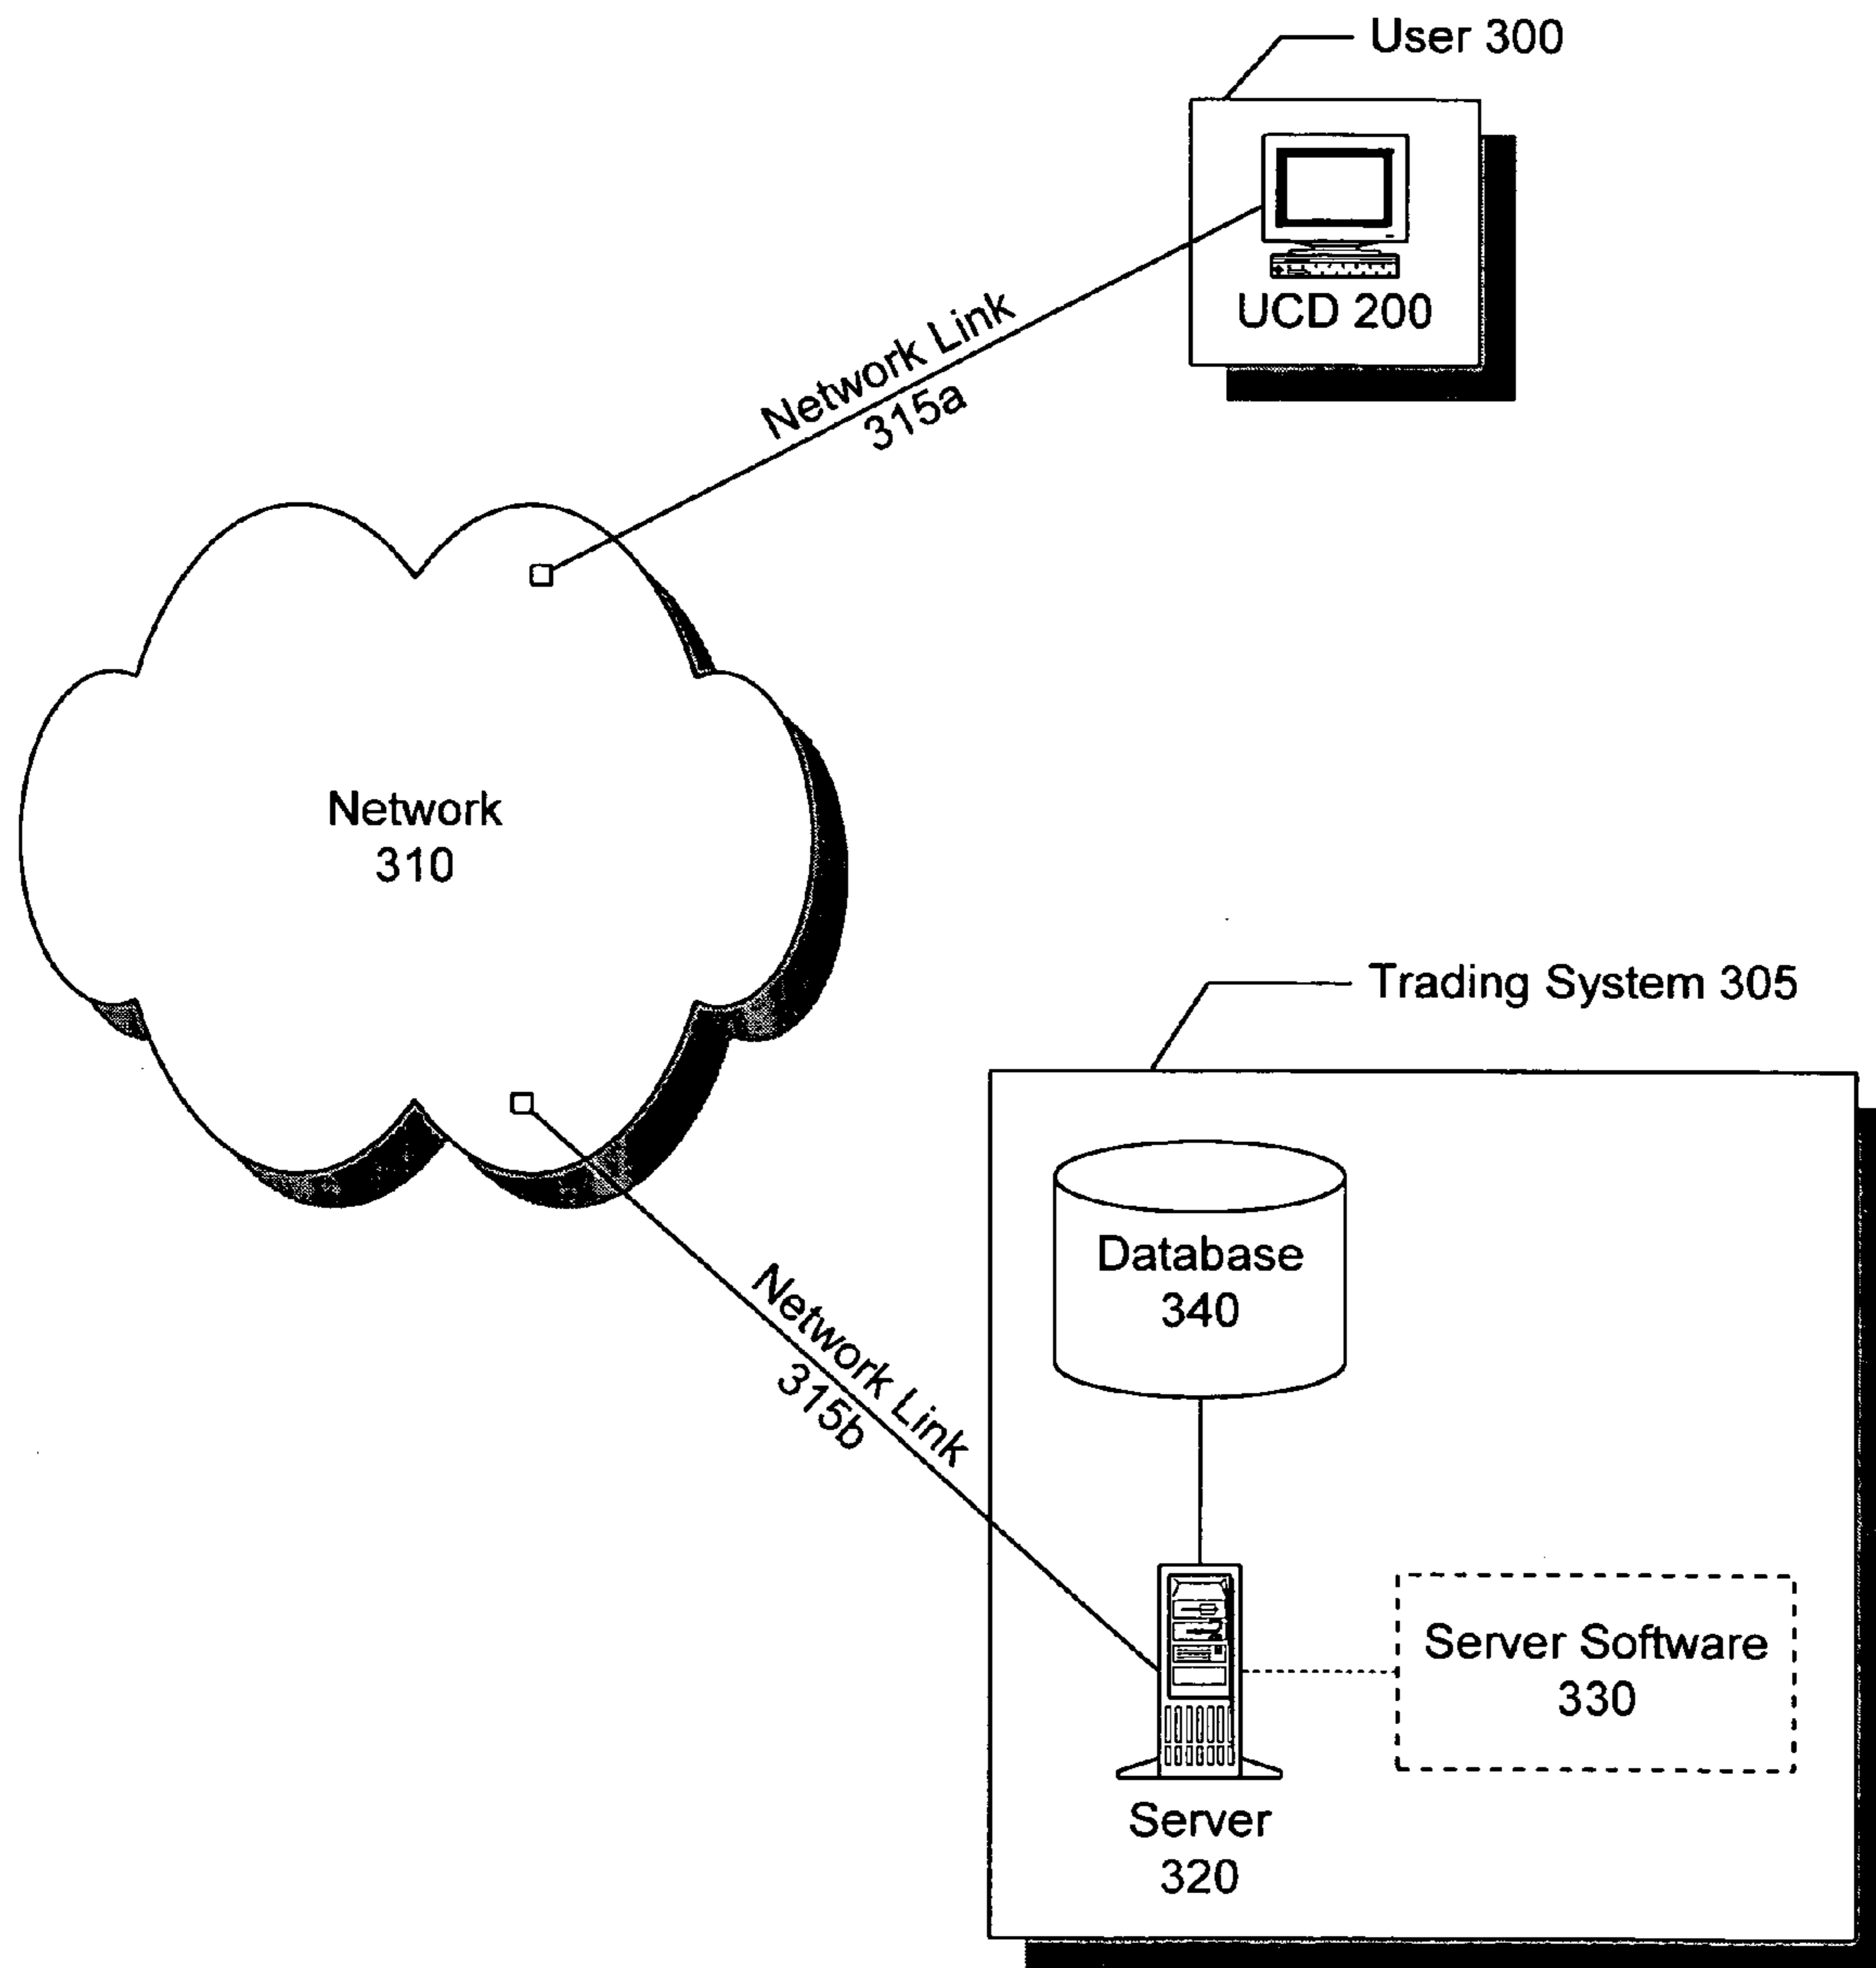 User 300
UCD 200
Network Link
315a
Network
310
Trading System 305
Database
340
Network Link
315b
Server Software
330
Server
320